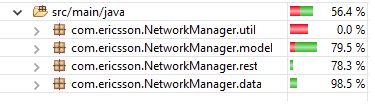 src/main/java 56.4 %
com.ericsson.NetworkManager.util 0.0 %
com.ericsson.NetworkManager.model 79.5 %
com.ericsson.NetworkManager.rest 78.3 %
com.ericsson.NetworkManager.data 98.5 %